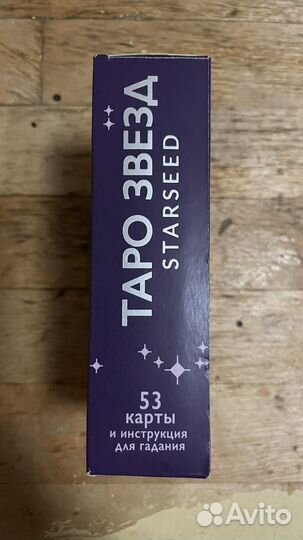 ТАРО ЗВЕЗД
STARSEED
53
карты
и инструкция
для гадания
Avito